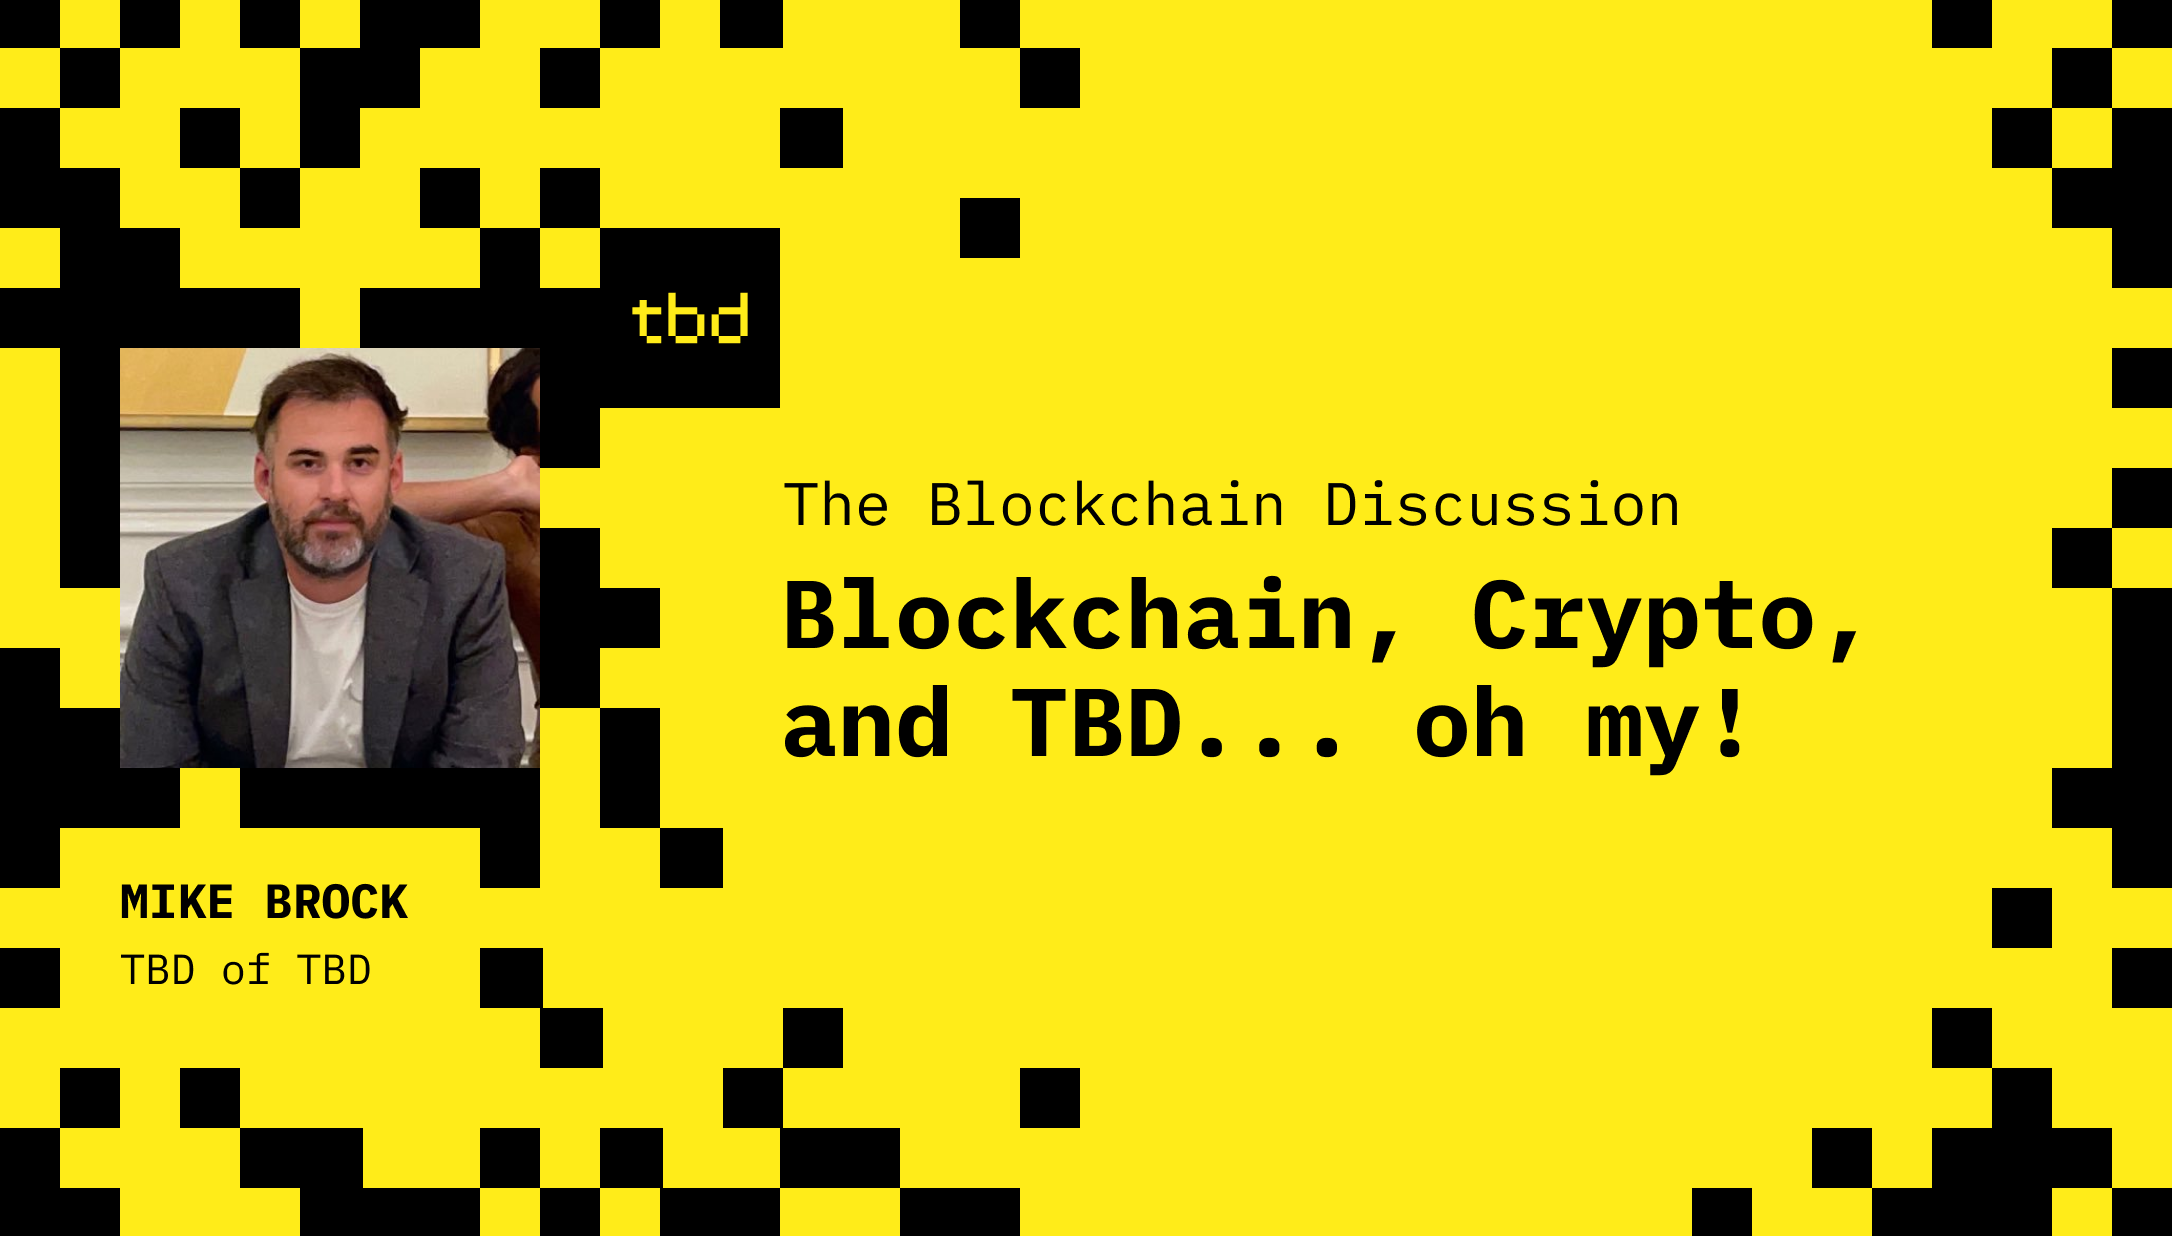 tbd
The Blockchain Discussion
Blockchain, Crypto,
and TBD... oh my!
MIKE BROCK
TBD of TBD